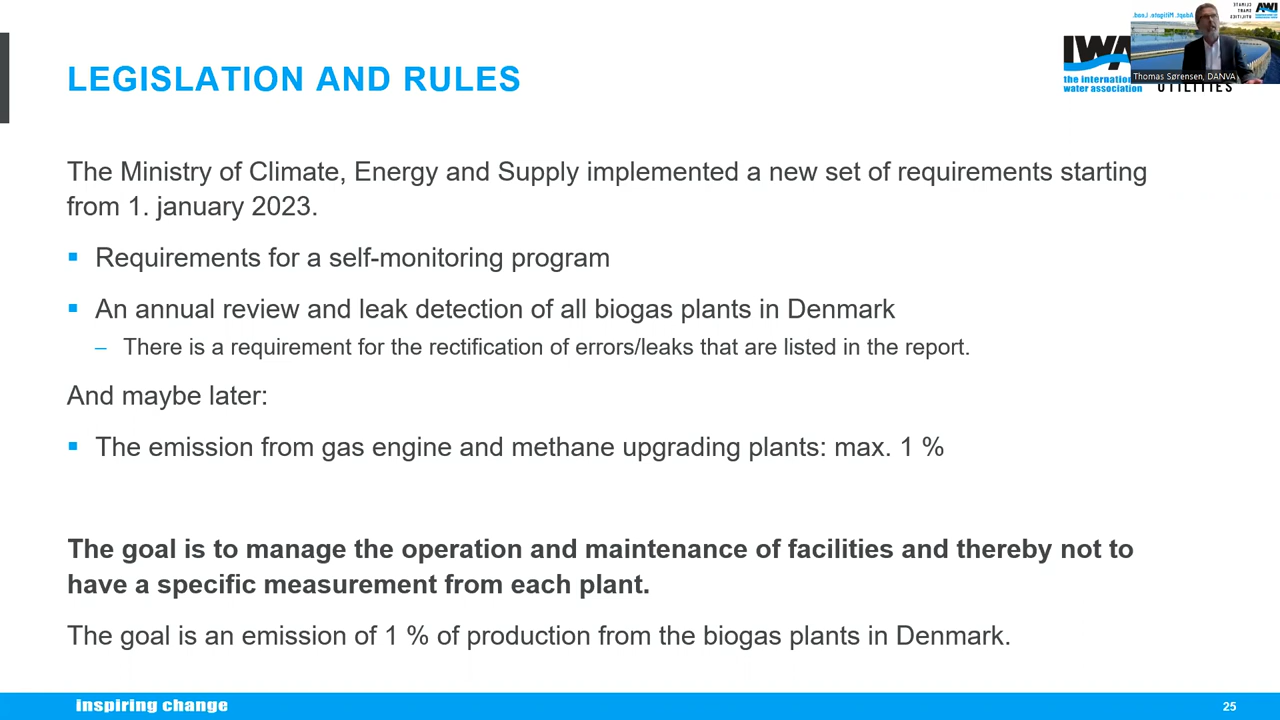 LEGISLATION AND RULES
IWA
the internation
water association
UTILITIES
Thomas Sørensen, DANVA
The Ministry of Climate, Energy and Supply implemented a new set of requirements starting
from 1. january 2023.
Requirements for a self-monitoring program
An annual review and leak detection of all biogas plants in Denmark
– There is a requirement for the rectification of errors/leaks that are listed in the report.
And maybe later:
The emission from gas engine and methane upgrading plants: max. 1 %
The goal is to manage the operation and maintenance of facilities and thereby not to
have a specific measurement from each plant.
The goal is an emission of 1 % of production from the biogas plants in Denmark.
inspiring change
25